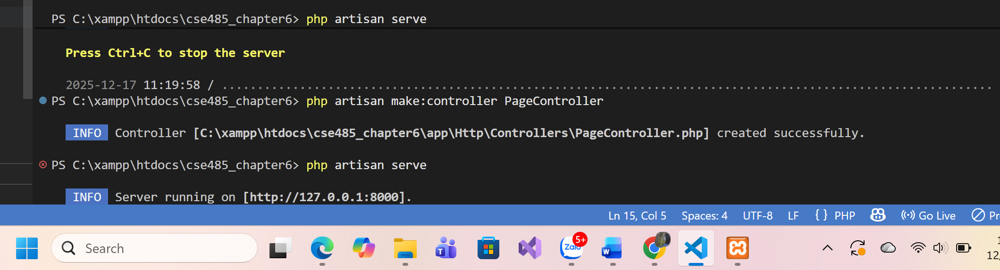 PS C:\xampp\htdocs\cse485_chapter6> php artisan serve
Press Ctrl+C to stop the server
2025-12-17 11:19:58 / .............................................................................................................
PS C:\xampp\htdocs\cse485_chapter6> php artisan make:controller PageController
INFO Controller [C:\xampp\htdocs\cse485_chapter6\app\Http\Controllers\PageController.php] created successfully.
PS C:\xampp\htdocs\cse485_chapter6> php artisan serve
INFO Server running on [http://127.0.0.1:8000].
Ln 15, Col 5 Spaces: 4 UTF-8 LF {} PHP Go Live
Search
Zalo 5+
T
W
12